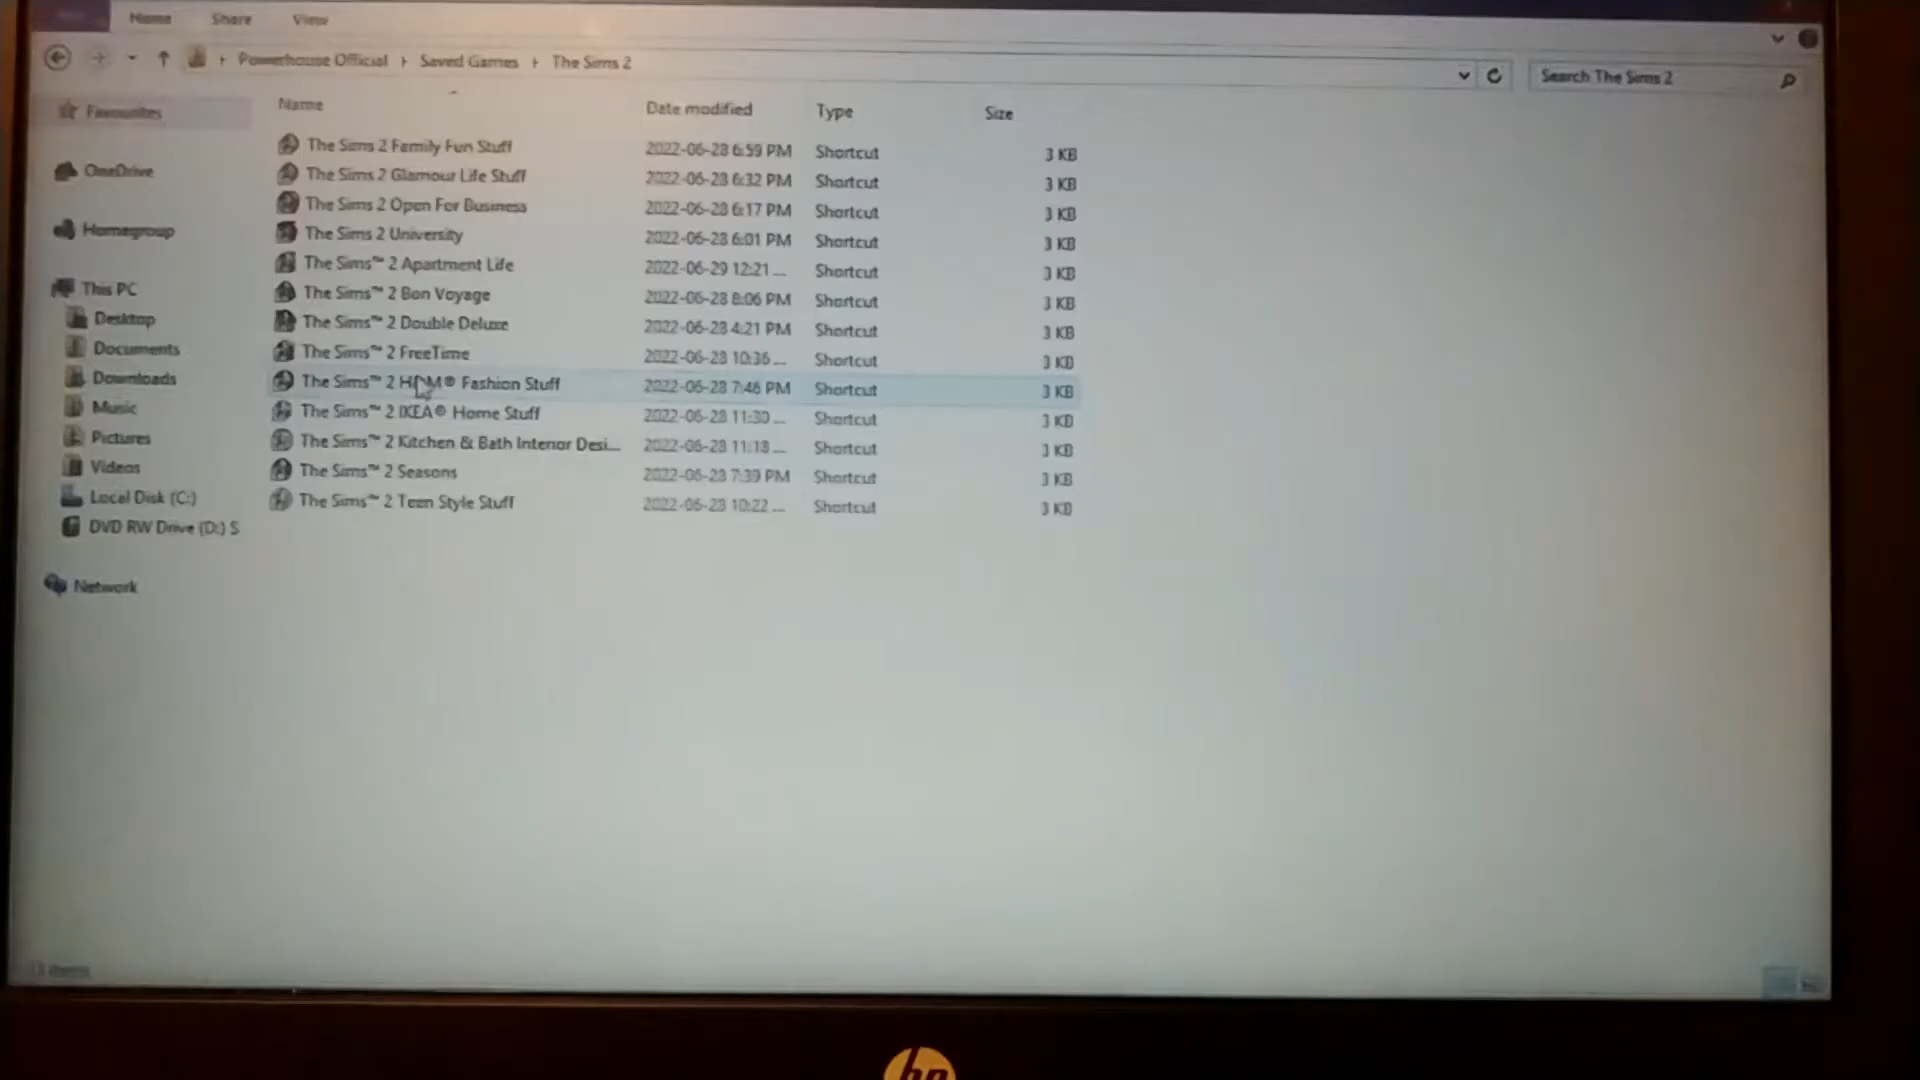 Home Share View
Powerhouse Official Saved Games The Sims 2 Search The Sims 2
Name Date modified Type Size
Favourites
OneDrive
Homegroup
This PC
Desktop
Documents
Downloads
Music
Pictures
Videos
Local Disk (C:)
DVD RW Drive (D:) S
Network
The Sims 2 Family Fun Stuff 2022-06-28 6:59 PM Shortcut 3 KB
The Sims 2 Glamour Life Stuff 2022-06-28 6:32 PM Shortcut 3 KB
The Sims 2 Open For Business 2022-06-28 6:17 PM Shortcut 3 KB
The Sims 2 University 2022-06-28 6:01 PM Shortcut 3 KB
The Sims™ 2 Apartment Life 2022-06-29 12:21 ... Shortcut 3 KB
The Sims™ 2 Bon Voyage 2022-06-28 8:06 PM Shortcut 3 KB
The Sims™ 2 Double Deluxe 2022-06-28 4:21 PM Shortcut 3 KB
The Sims™ 2 FreeTime 2022-06-28 10:36 ... Shortcut 3 KB
The Sims™ 2 H&M® Fashion Stuff 2022-06-28 7:46 PM Shortcut 3 KB
The Sims™ 2 IKEA® Home Stuff 2022-06-28 11:30 ... Shortcut 3 KB
The Sims™ 2 Kitchen & Bath Interior Desi... 2022-06-28 11:18 ... Shortcut 3 KB
The Sims™ 2 Seasons 2022-06-28 7:39 PM Shortcut 3 KB
The Sims™ 2 Teen Style Stuff 2022-06-28 10:22 ... Shortcut 3 KB
13 items
hp